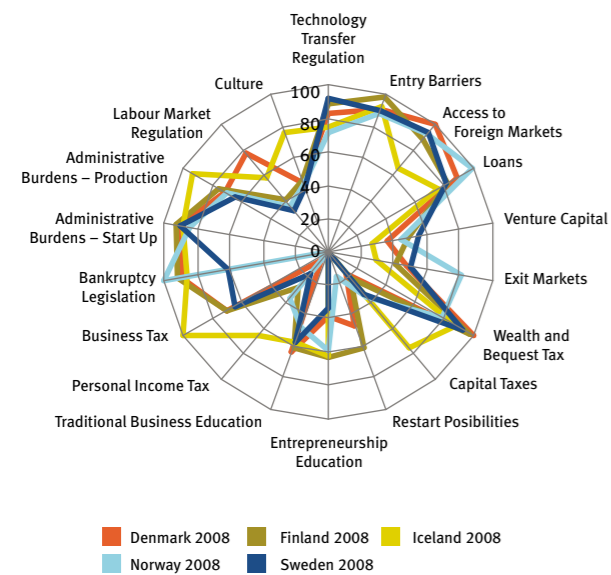 Technology
Transfer
Regulation
Entry Barriers
Access to
Foreign Markets
Loans
Venture Capital
Exit Markets
Wealth and
Bequest Tax
Capital Taxes
Restart Posibilities
Entrepreneurship
Education
Traditional Business Education
Personal Income Tax
Business Tax
Bankruptcy
Legislation
Administrative
Burdens – Start Up
Administrative
Burdens – Production
Labour Market
Regulation
Culture
100
80
60
40
20
0
Denmark 2008
Finland 2008
Iceland 2008
Norway 2008
Sweden 2008